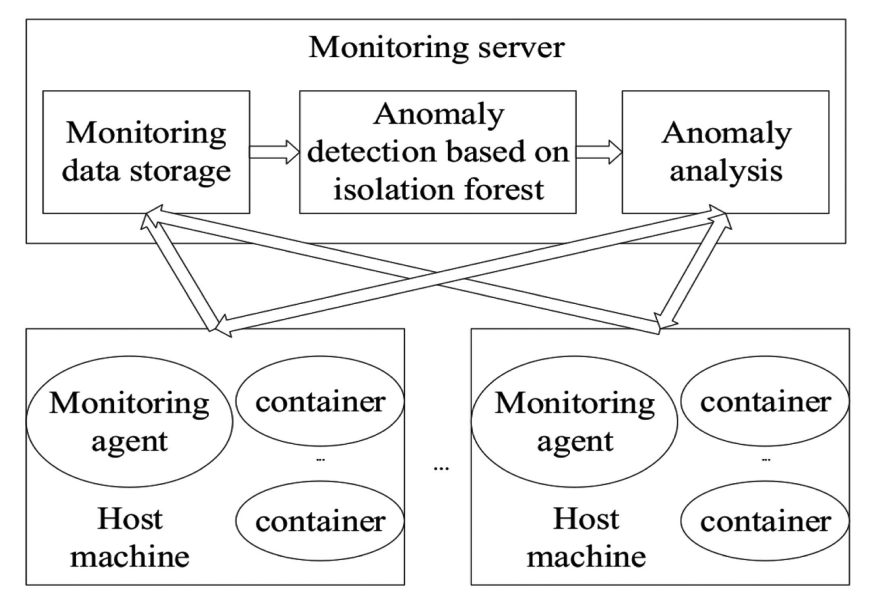 Monitoring server
Monitoring
data storage
Anomaly
detection based on
isolation forest
Anomaly
analysis
Monitoring
agent
container
...
container
Host
machine
...
Monitoring
agent
container
...
container
Host
machine